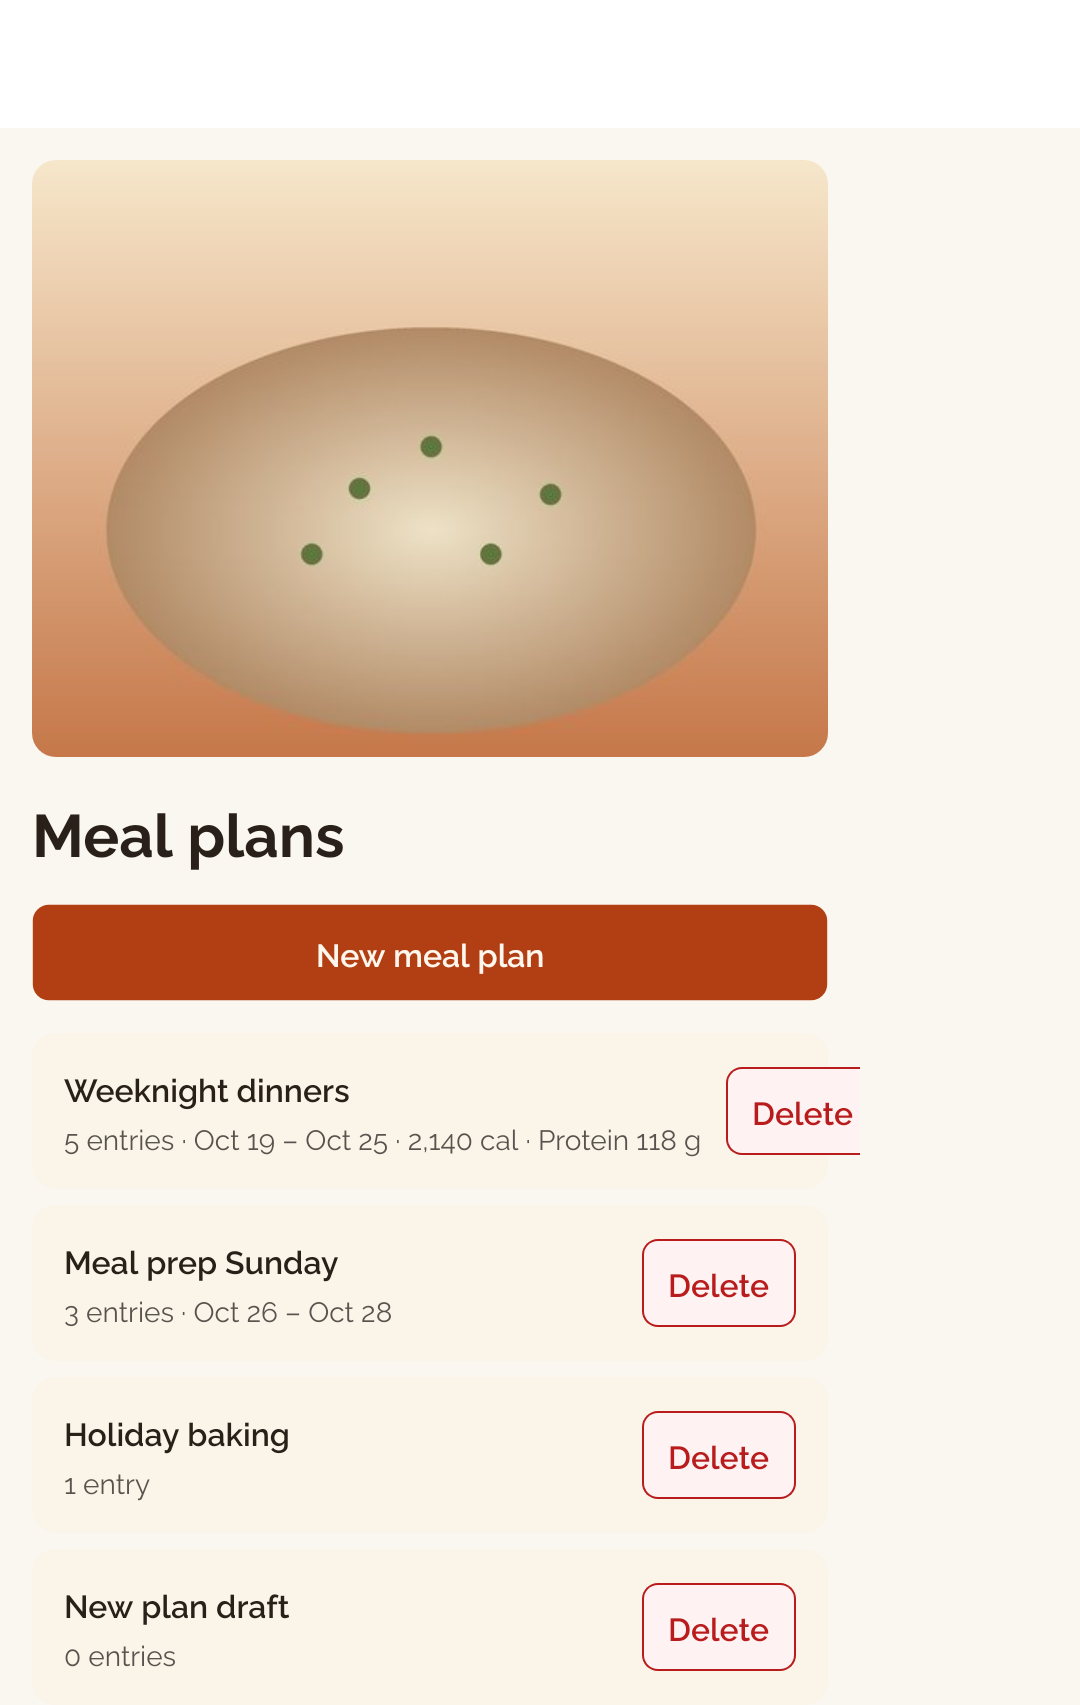 Meal plans
New meal plan
Weeknight dinners
5 entries · Oct 19 – Oct 25 · 2,140 cal · Protein 118 g
Delete
Meal prep Sunday
3 entries · Oct 26 – Oct 28
Delete
Holiday baking
1 entry
Delete
New plan draft
0 entries
Delete